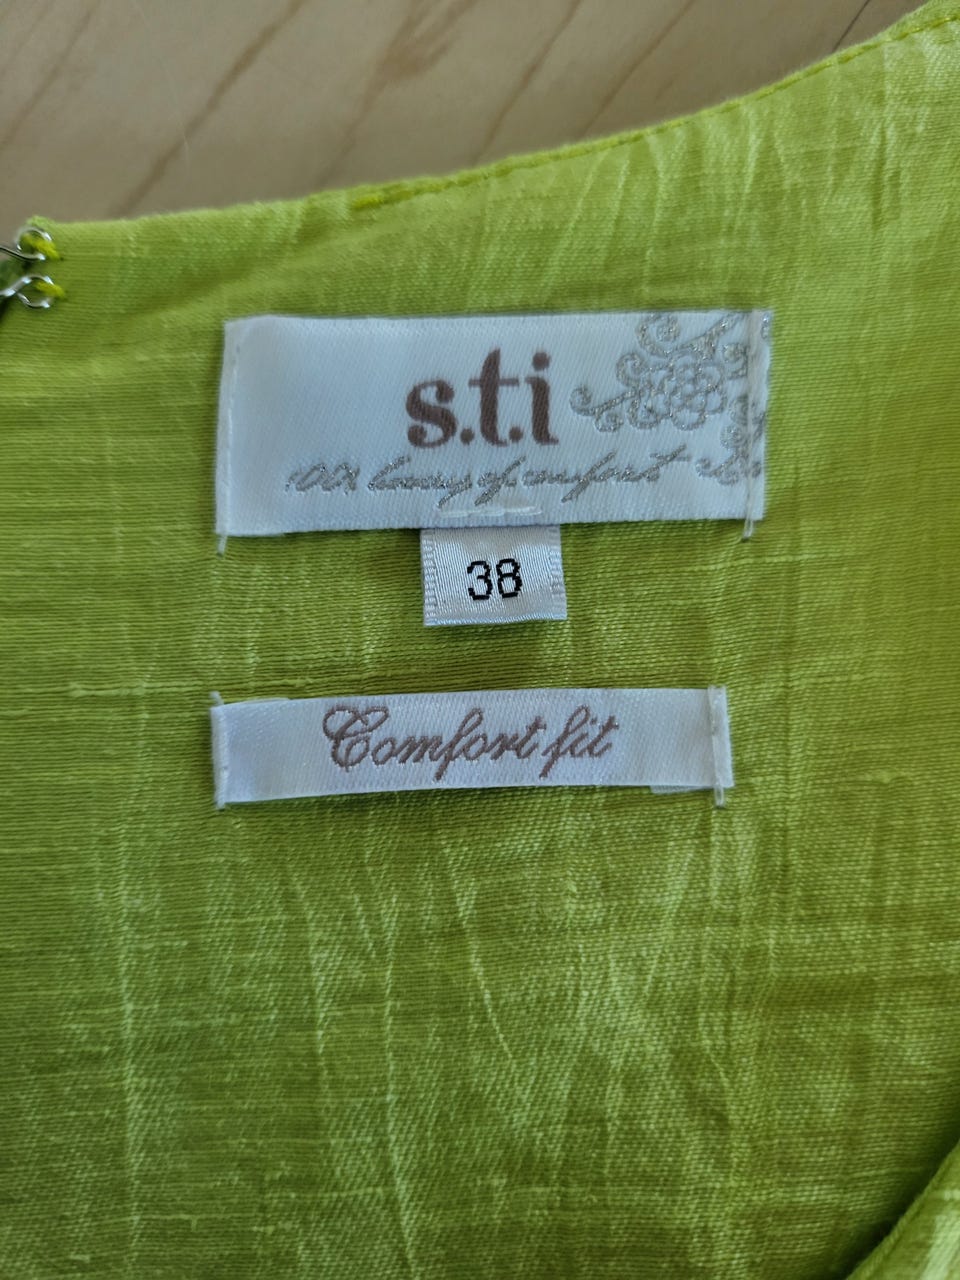 s.t.i
100% luxury of comfort
38
Comfort fit